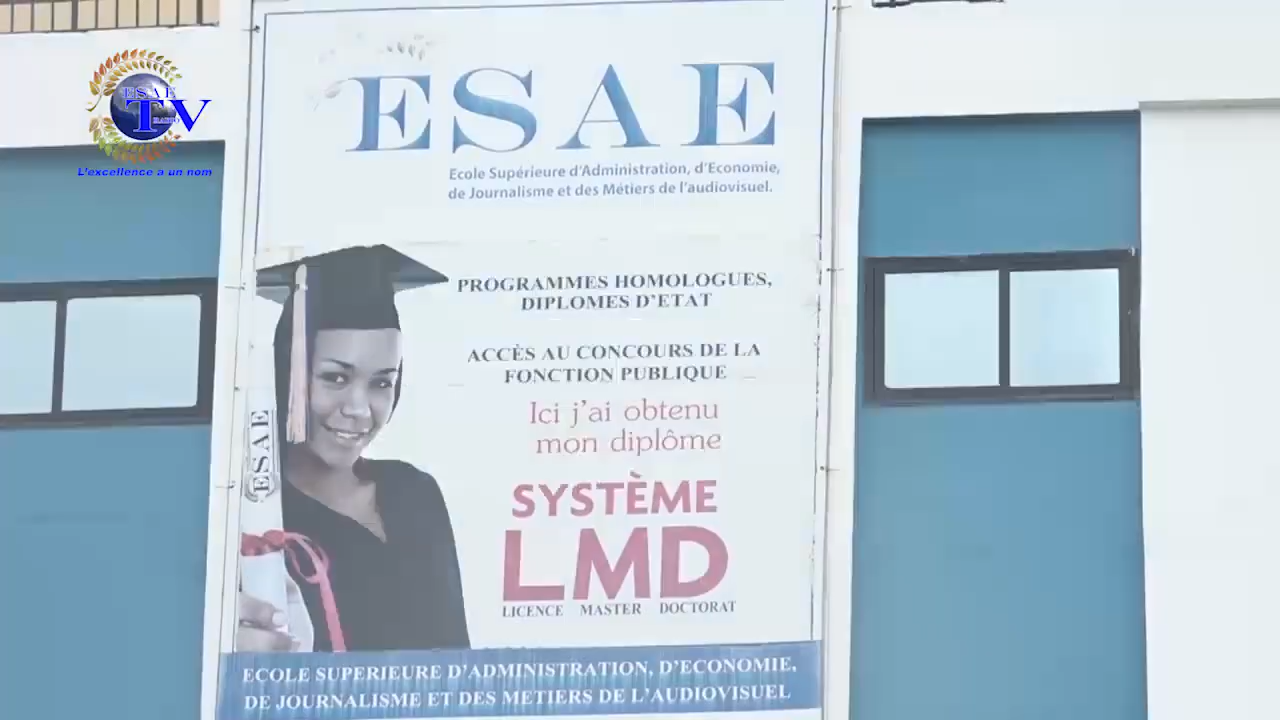 ESAE
TV
RADIO
L'excellence a un nom
ESAE
Ecole Supérieure d'Administration, d'Economie,
de Journalisme et des Métiers de l'audiovisuel.
PROGRAMMES HOMOLOGUES,
DIPLOMES D'ETAT
ACCÈS AU CONCOURS DE LA
FONCTION PUBLIQUE
Ici j'ai obtenu
mon diplôme
SYSTÈME
LMD
LICENCE MASTER DOCTORAT
ESAE
ECOLE SUPERIEURE D'ADMINISTRATION, D'ECONOMIE,
DE JOURNALISME ET DES METIERS DE L'AUDIOVISUEL